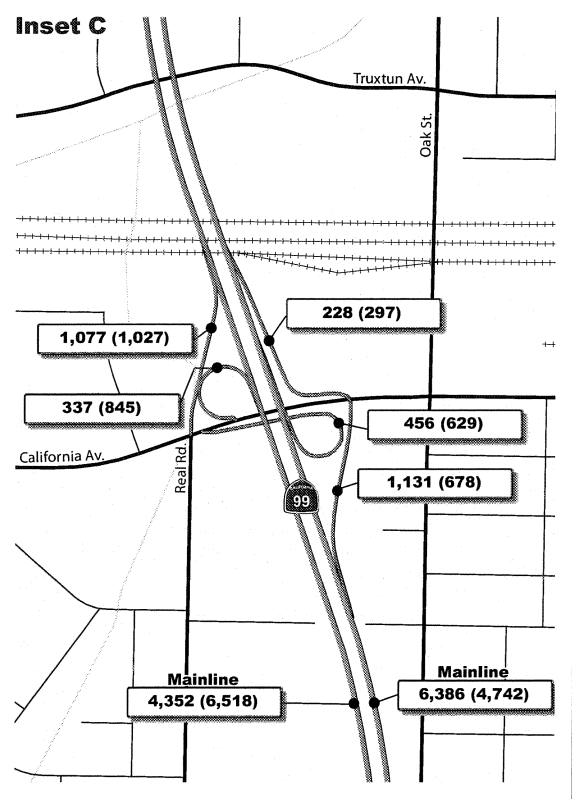 Inset C
Truxtun Av.
Oak St.
228 (297)
1,077 (1,027)
337 (845)
456 (629)
California Av.
Real Rd.
1,131 (678)
99
Mainline
4,352 (6,518)
Mainline
6,386 (4,742)